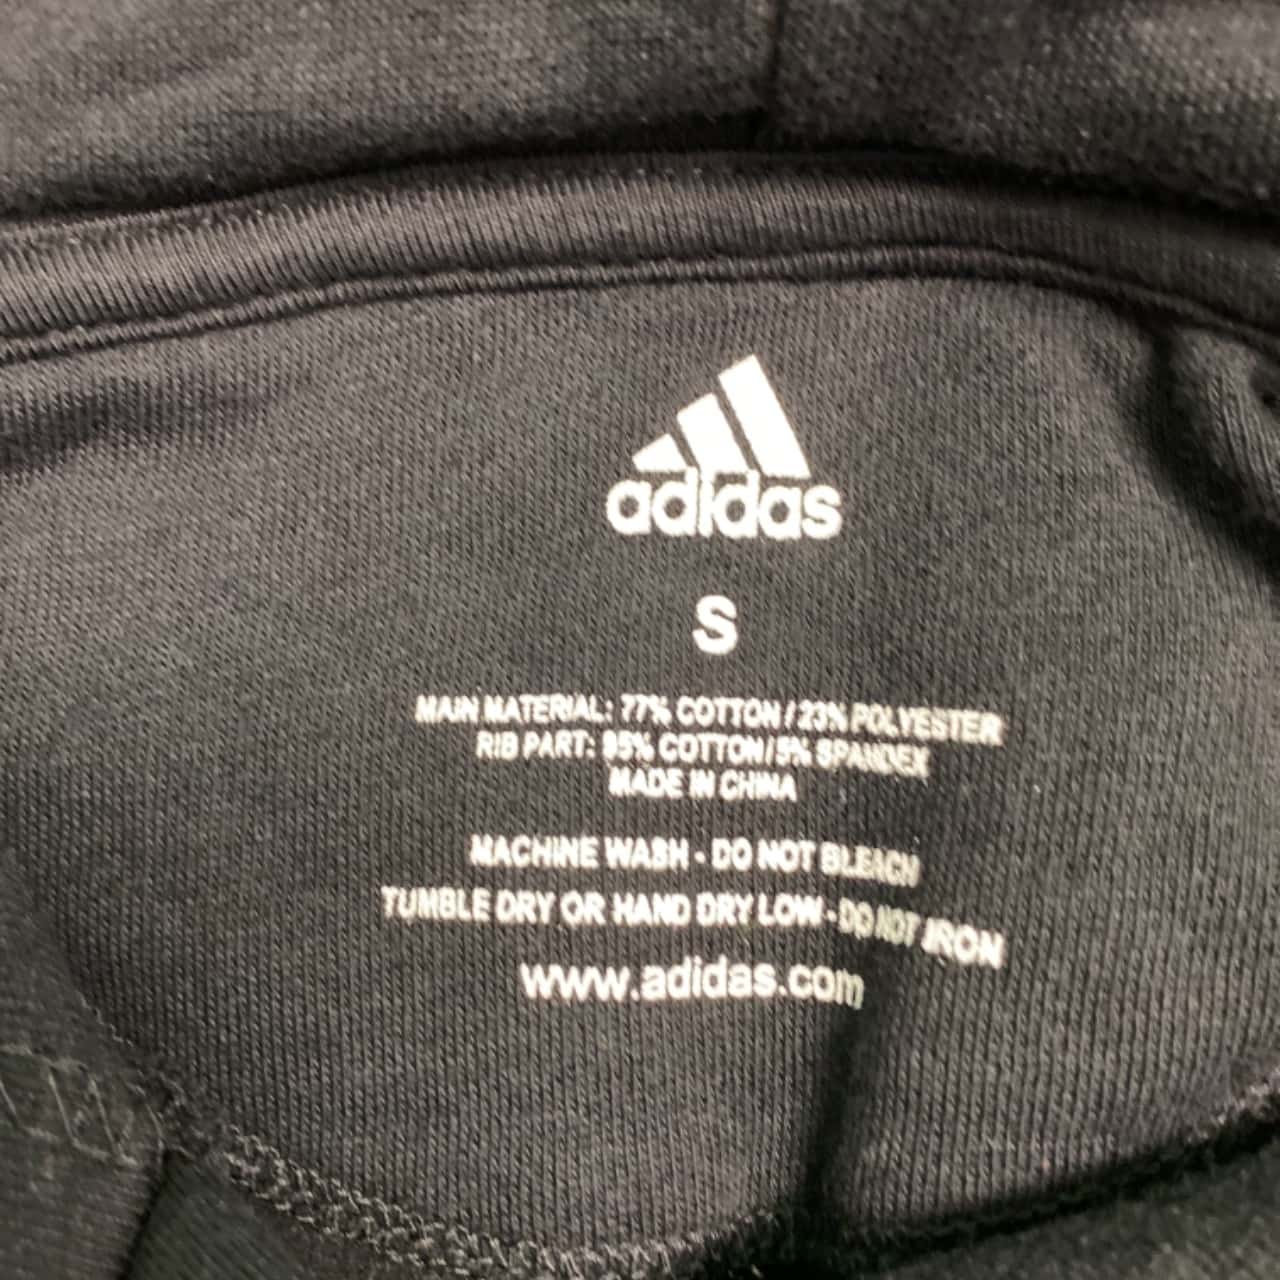 adidas
S
MAIN MATERIAL: 77% COTTON / 23% POLYESTER
RIB PART: 95% COTTON / 5% SPANDEX
MADE IN CHINA
MACHINE WASH - DO NOT BLEACH
TUMBLE DRY OR HAND DRY LOW - DO NOT IRON
www.adidas.com